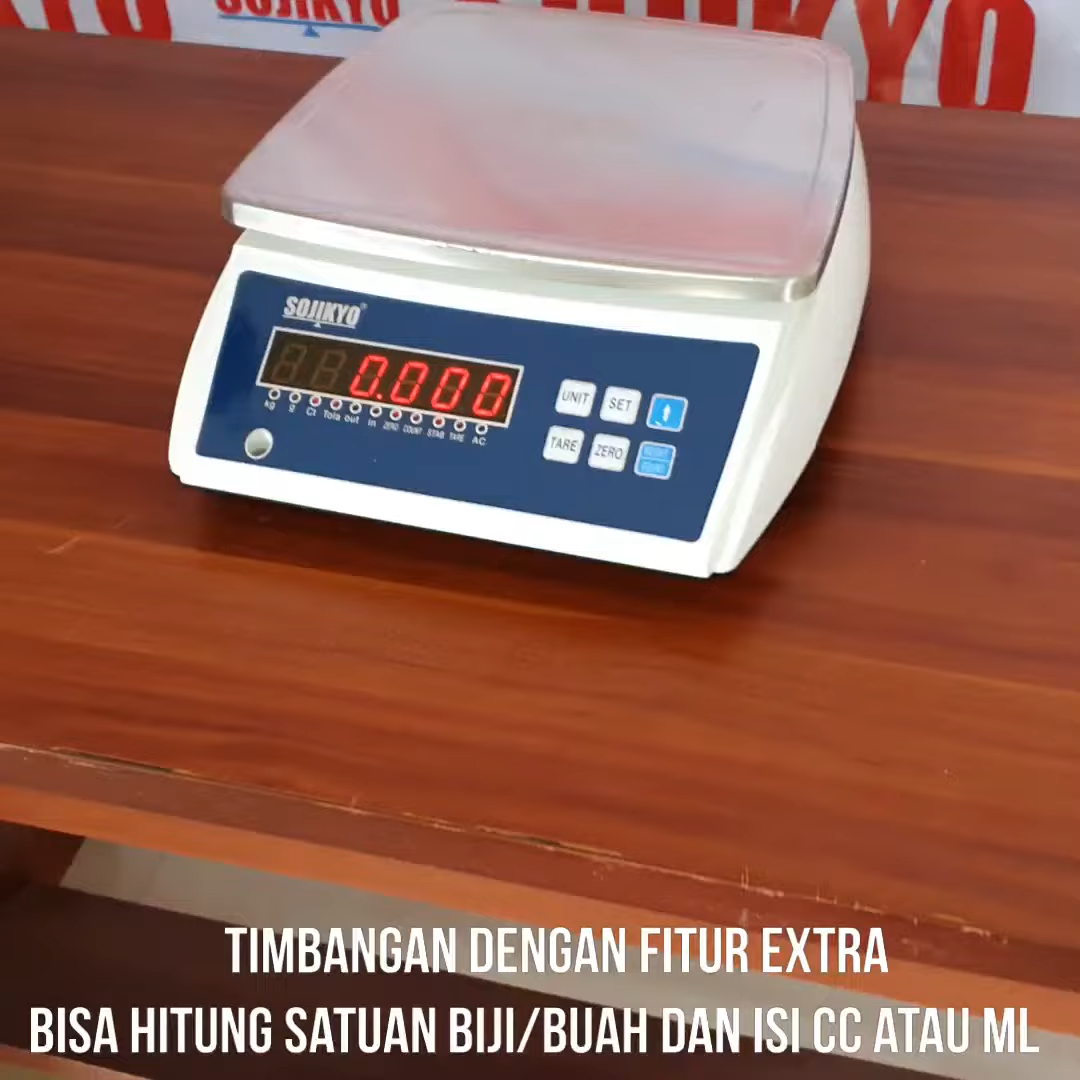 SOJIKYO
KYO
SOJIKYO
0.000
kg g Ct Tola out in ZERO COUNT STAB TARE AC
UNIT SET
TARE ZERO
TIMBANGAN DENGAN FITUR EXTRA
BISA HITUNG SATUAN BIJI/BUAH DAN ISI CC ATAU ML